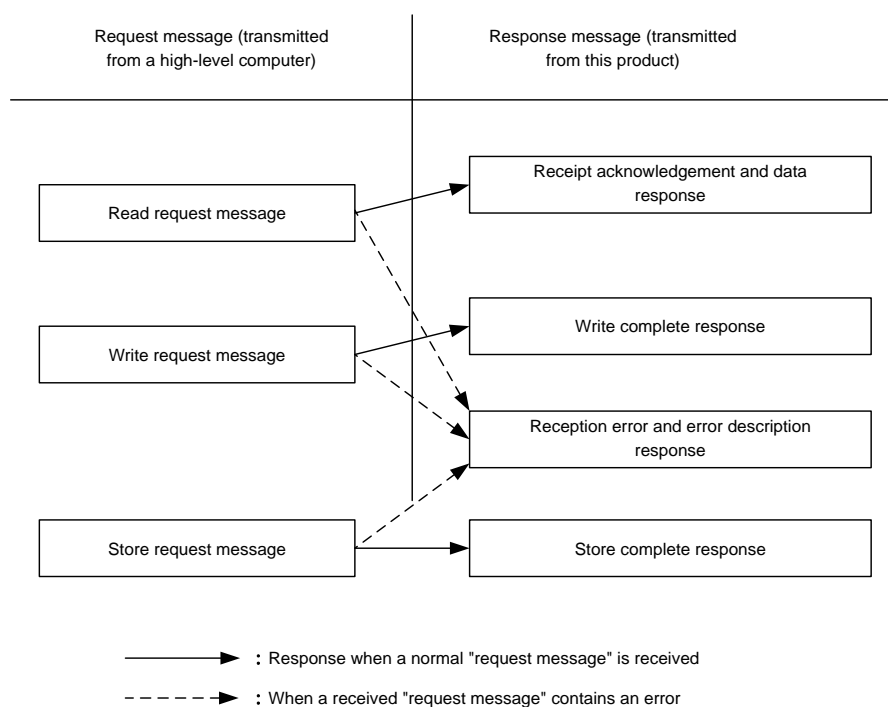 Request message (transmitted
from a high-level computer)
Response message (transmitted
from this product)
Read request message
Receipt acknowledgement and data
response
Write request message
Write complete response
Reception error and error description
response
Store request message
Store complete response
: Response when a normal "request message" is received
: When a received "request message" contains an error